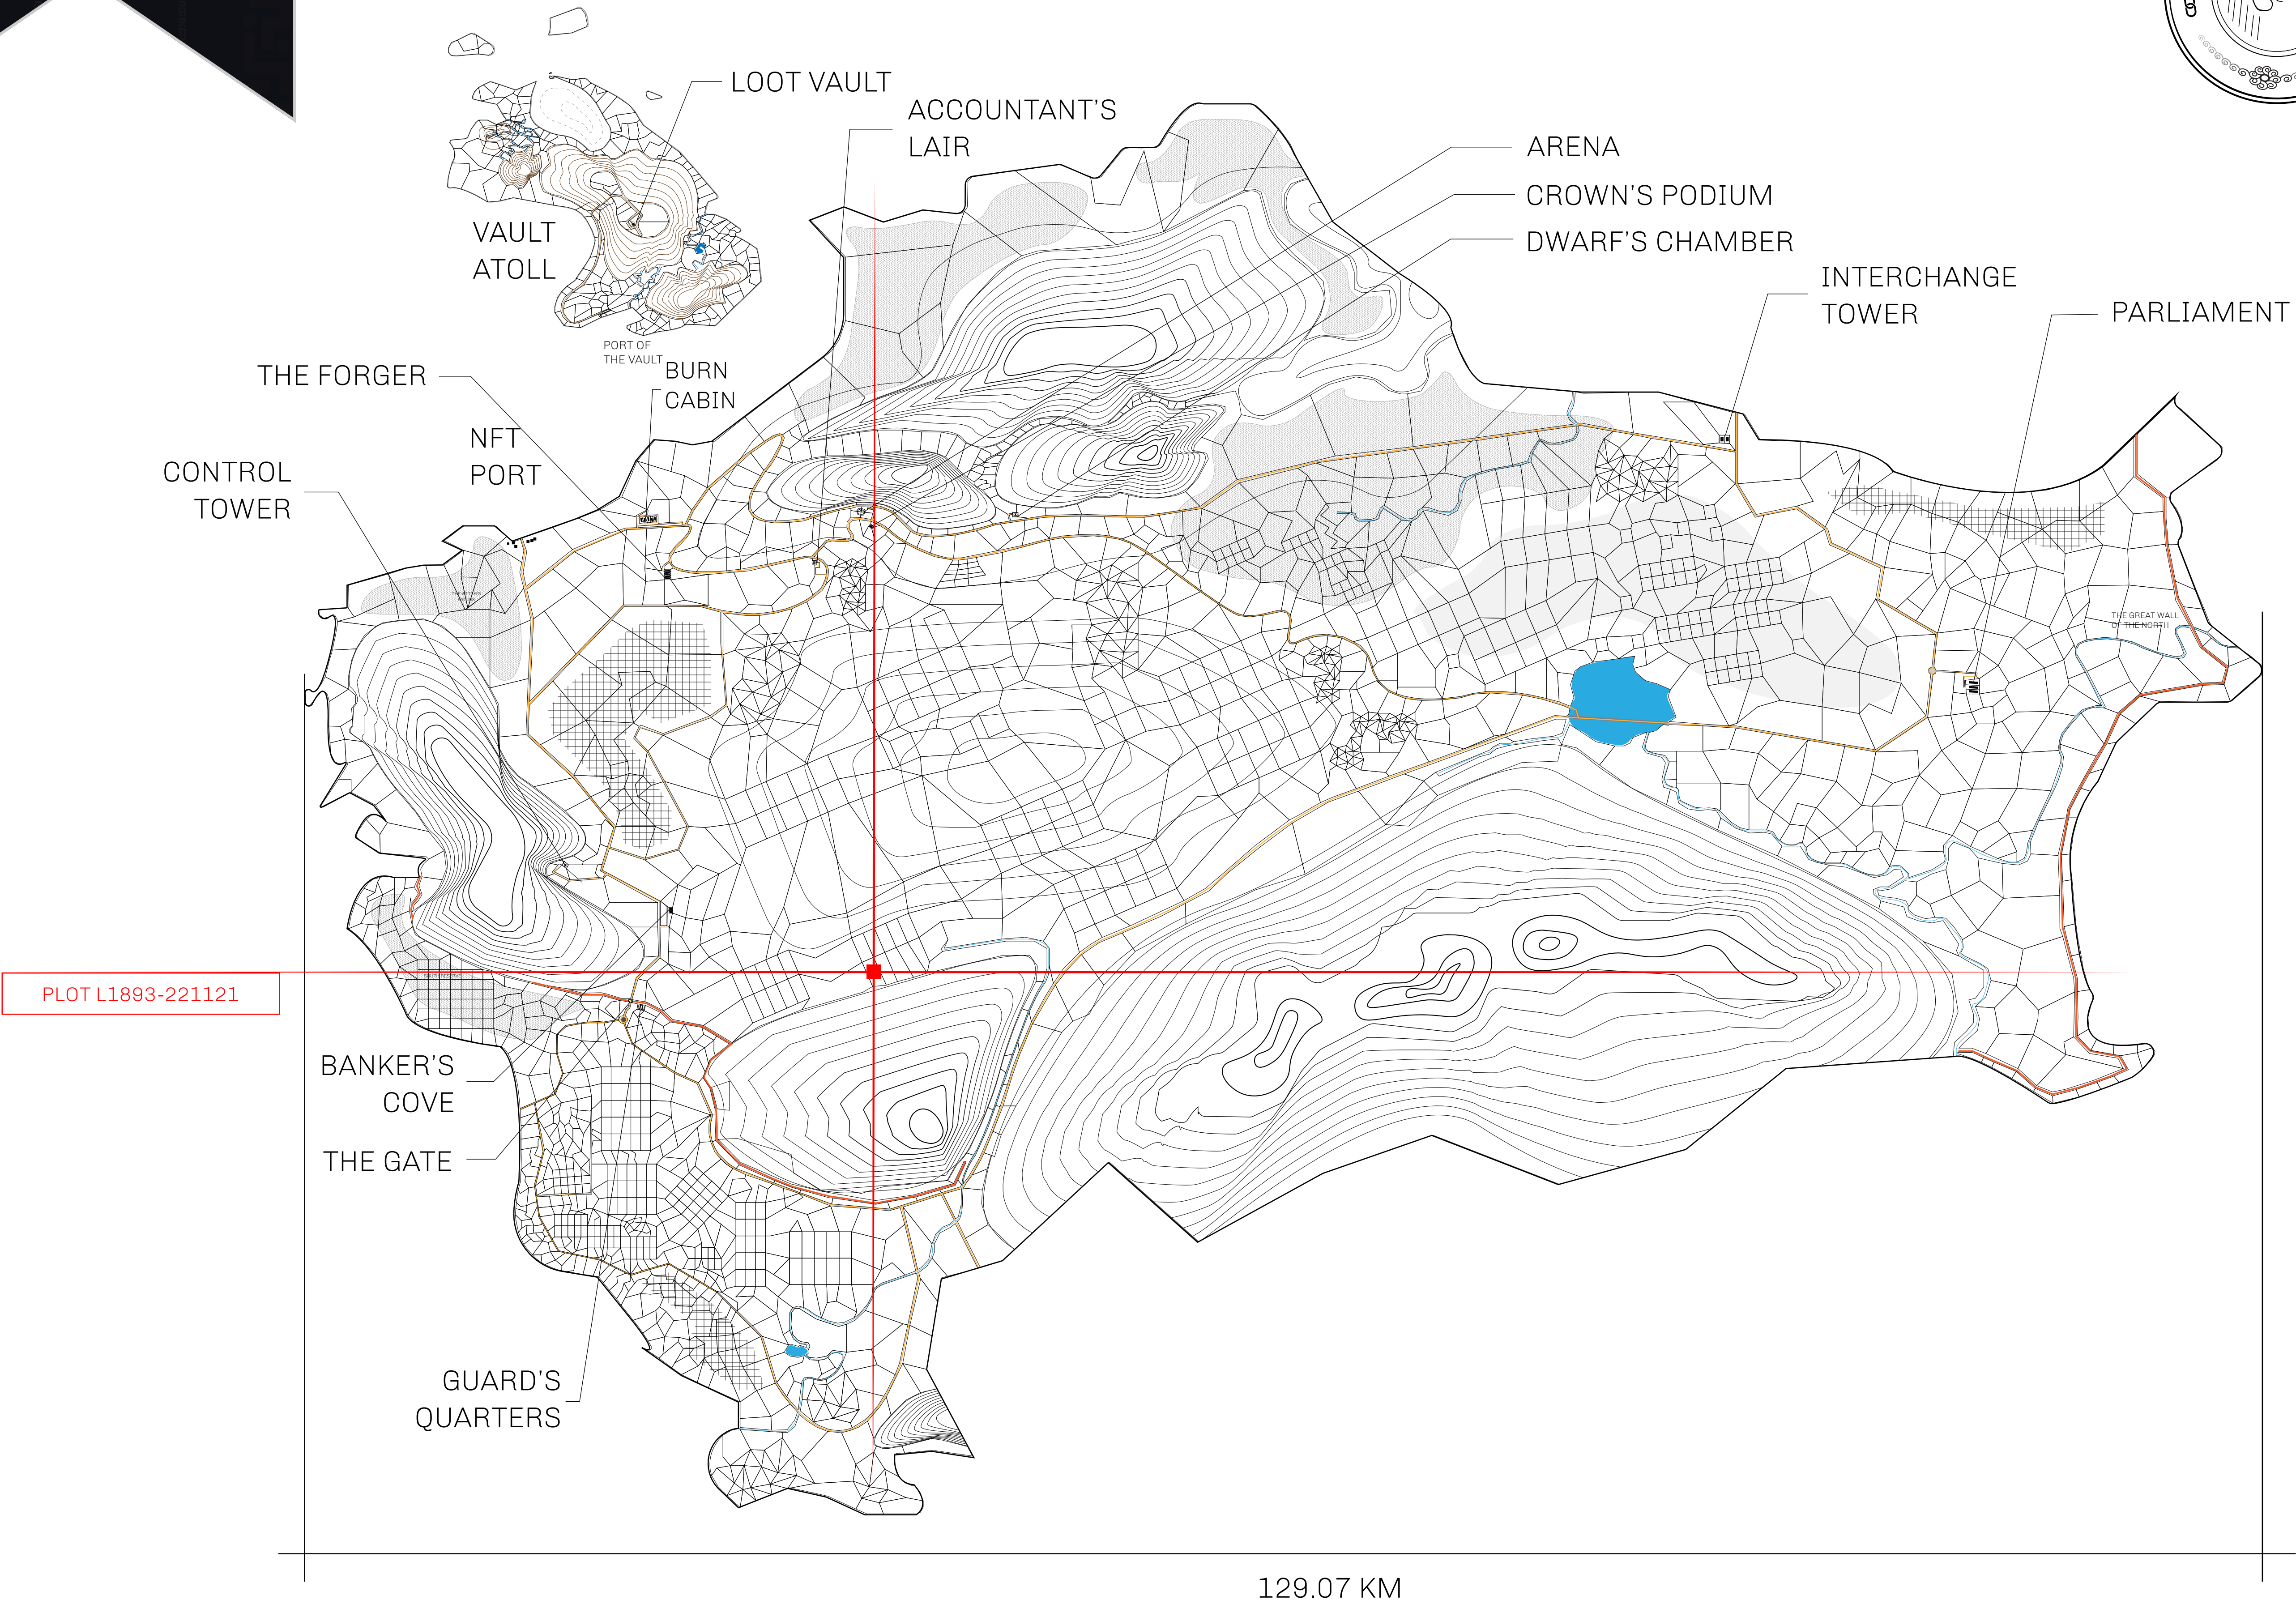 LOOT VAULT
ACCOUNTANT'S
LAIR
ARENA
CROWN'S PODIUM
DWARF'S CHAMBER
INTERCHANGE
TOWER
PARLIAMENT
VAULT
ATOLL
PORT OF
THE VAULT
BURN
CABIN
THE FORGER
NFT
PORT
CONTROL
TOWER
THE GREAT WALL
OF THE NORTH
SOUTH RESERVE
PLOT L1893-221121
BANKER'S
COVE
THE GATE
GUARD'S
QUARTERS
129.07 KM